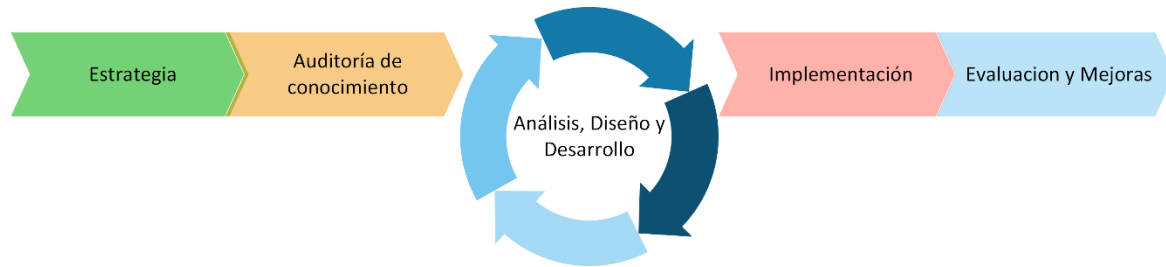 Estrategia
Auditoría de
conocimiento
Análisis, Diseño y
Desarrollo
Implementación
Evaluacion y Mejoras